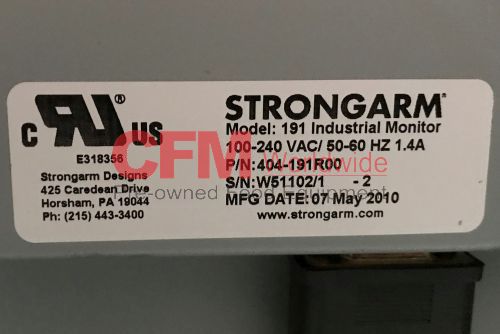 C RU ® US
E318356
Strongarm Designs
425 Caredean Drive
Horsham, PA 19044
Ph: (215) 443-3400
STRONGARM®
Model: 191 Industrial Monitor
100-240 VAC/ 50-60 HZ 1.4A
P/N:404-191R00
S/N:W51102/1 - 2
MFG DATE:07 May 2010
www.strongarm.com
CFM Worldwide
Pre-owned Food Equipment